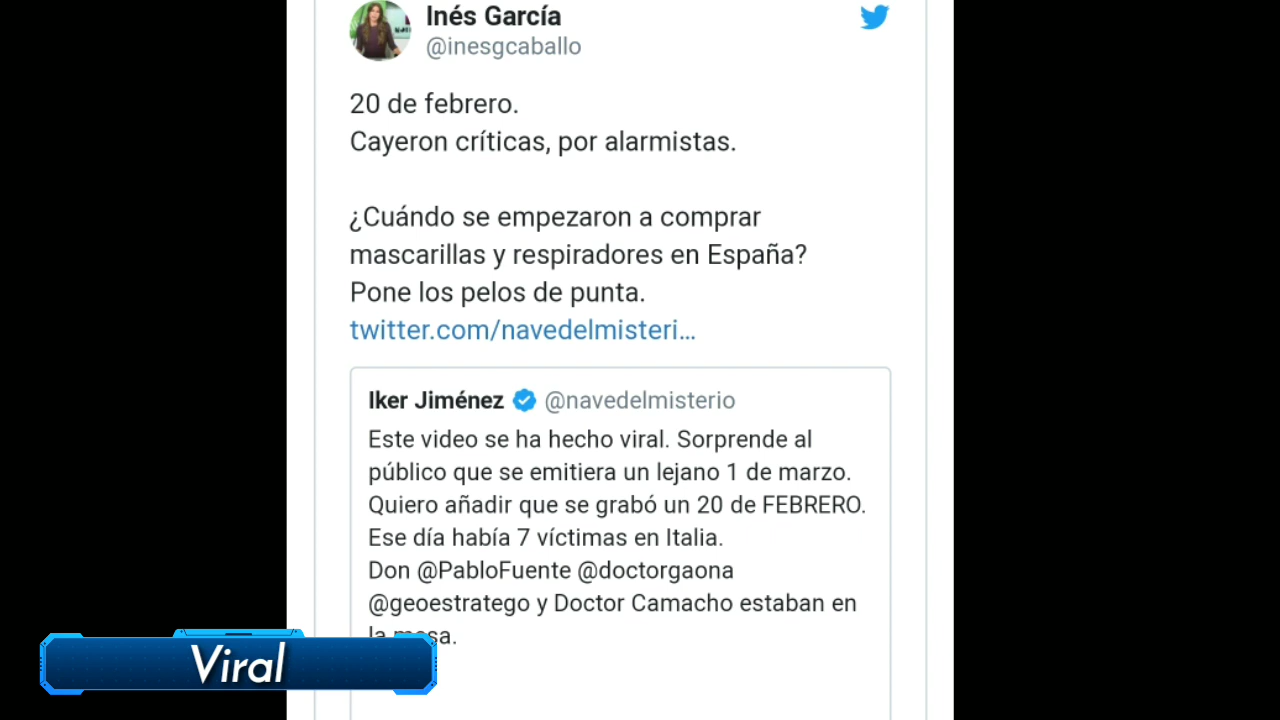 Inés García
@inesgcaballo
20 de febrero.
Cayeron críticas, por alarmistas.
¿Cuándo se empezaron a comprar
mascarillas y respiradores en España?
Pone los pelos de punta.
twitter.com/navedelmisteri…
Iker Jiménez @navedelmisterio
Este video se ha hecho viral. Sorprende al
público que se emitiera un lejano 1 de marzo.
Quiero añadir que se grabó un 20 de FEBRERO.
Ese día había 7 víctimas en Italia.
Don @PabloFuente @doctorgaona
@geoestratego y Doctor Camacho estaban en
la mesa.
Viral